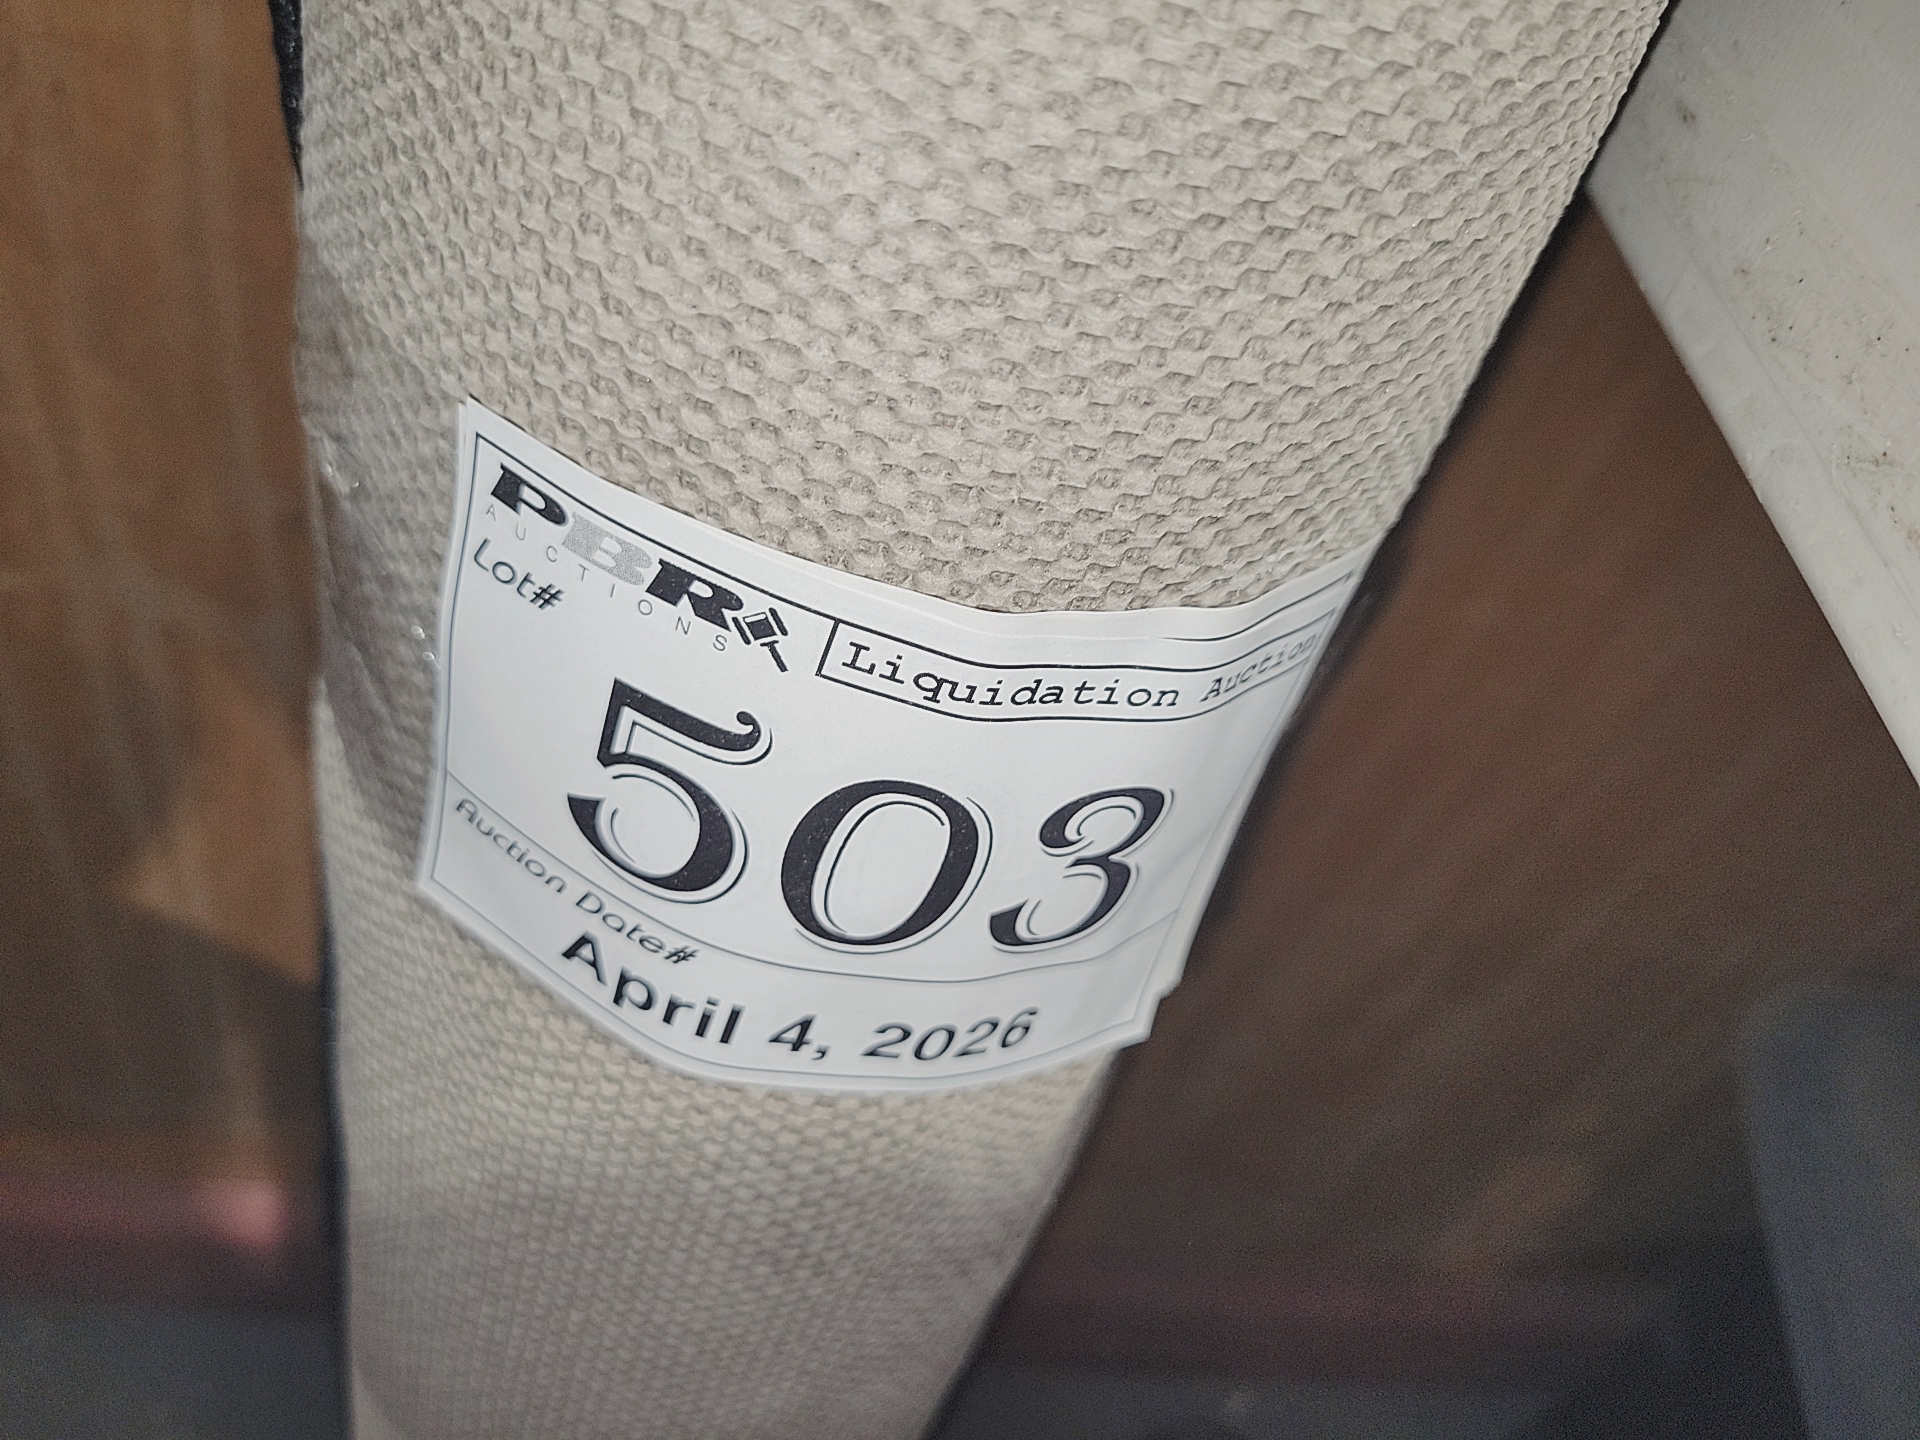 PBR
AUCTIONS
Liquidation Auction
Lot#
503
Auction Date#
April 4, 2026